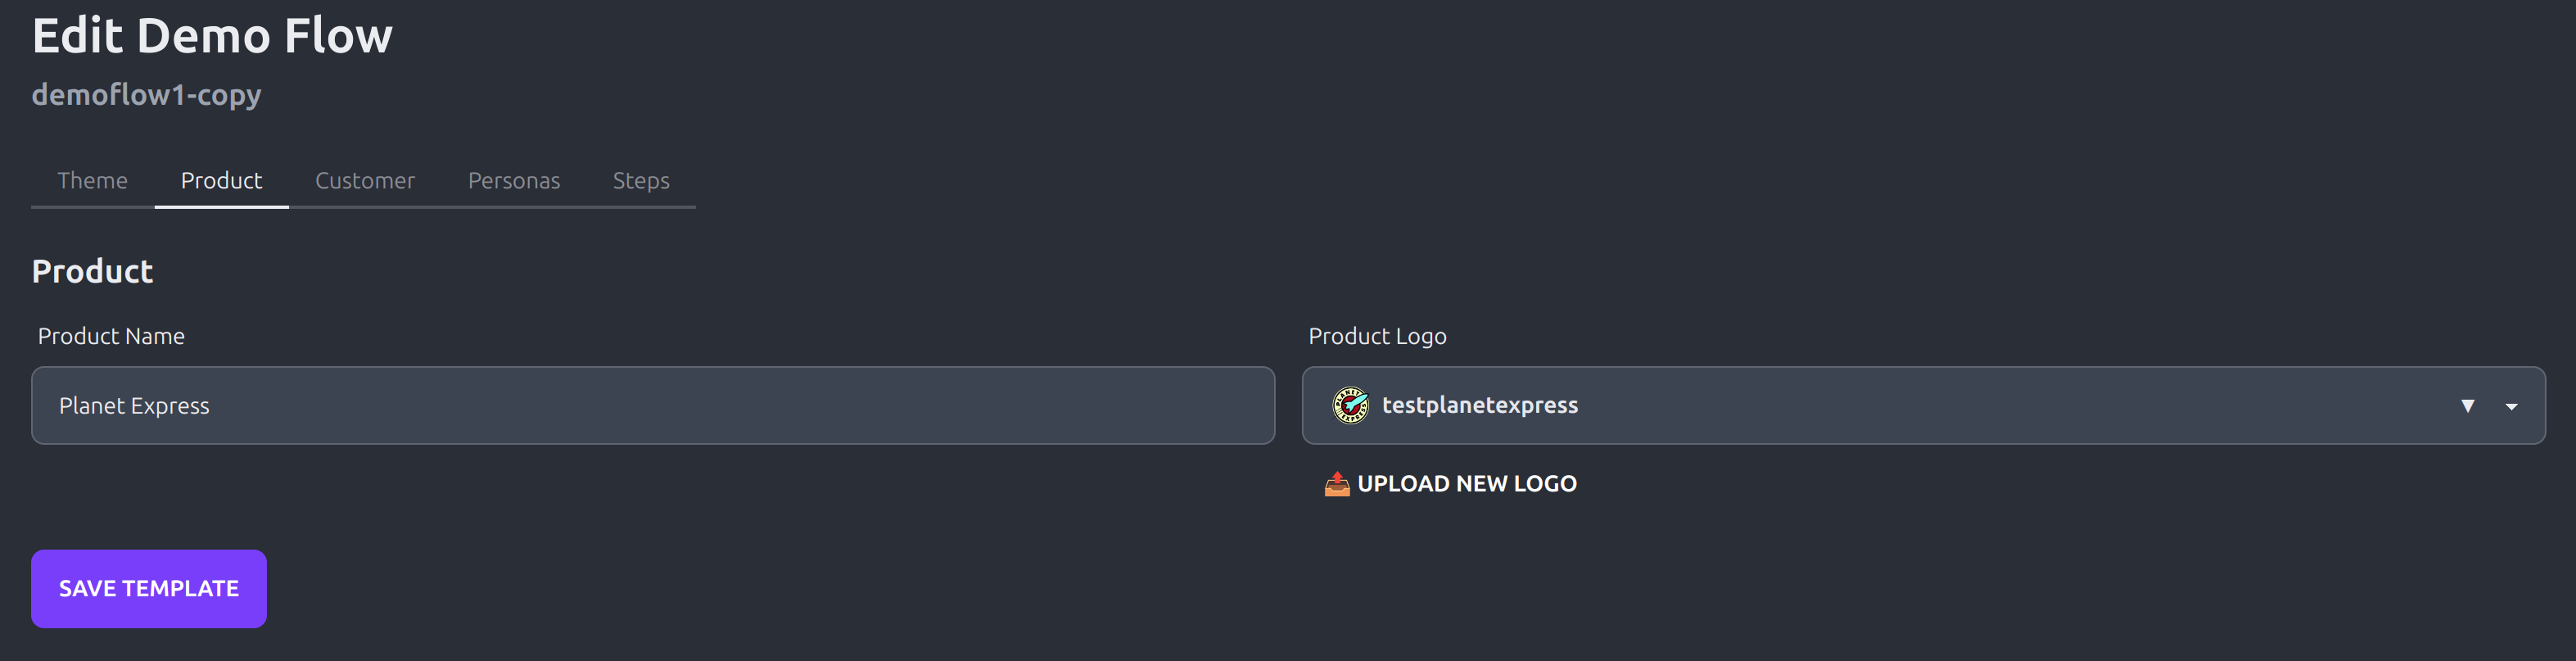 Edit Demo Flow
demoflow1-copy
Theme Product Customer Personas Steps
Product
Product Name
Product Logo
Planet Express
testplanetexpress
UPLOAD NEW LOGO
SAVE TEMPLATE